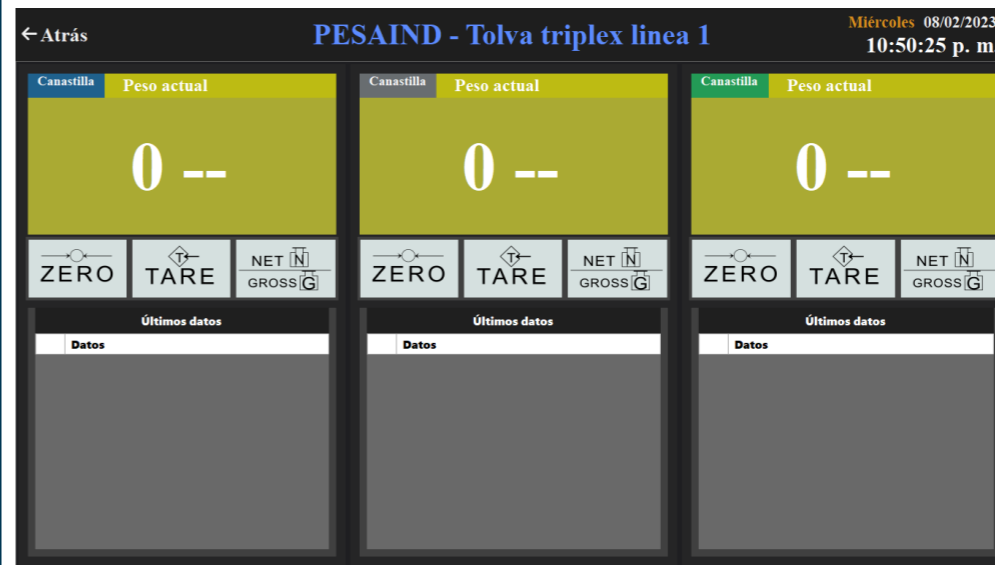 ← Atrás
PESAIND - Tolva triplex linea 1
Miércoles 08/02/2023
10:50:25 p. m
Canastilla Peso actual
0 --
ZERO
T
TARE
NET N
GROSS G
Últimos datos
Datos
Canastilla Peso actual
0 --
ZERO
T
TARE
NET N
GROSS G
Últimos datos
Datos
Canastilla Peso actual
0 --
ZERO
T
TARE
NET N
GROSS G
Últimos datos
Datos